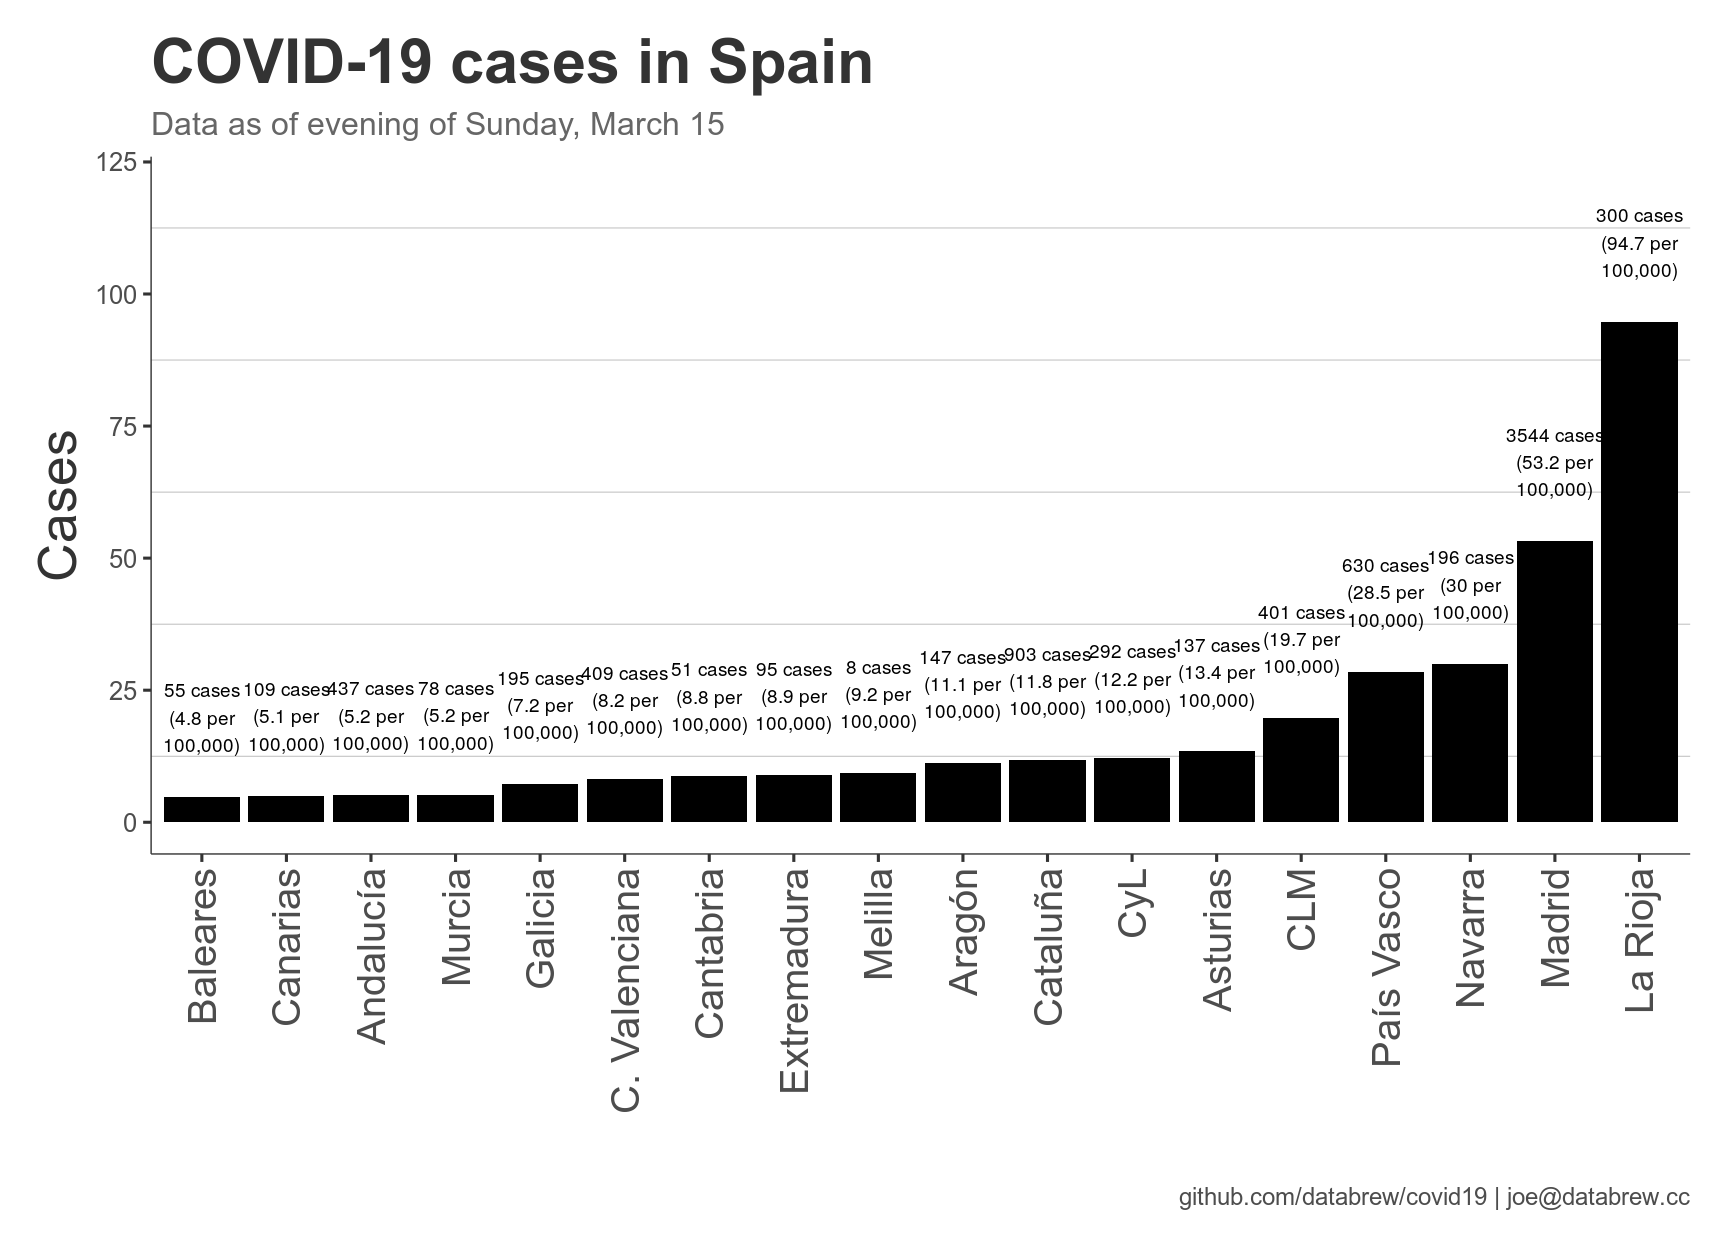 COVID-19 cases in Spain
Data as of evening of Sunday, March 15
Cases
125
100
75
50
25
0
55 cases
(4.8 per
100,000)
109 cases
(5.1 per
100,000)
437 cases
(5.2 per
100,000)
78 cases
(5.2 per
100,000)
195 cases
(7.2 per
100,000)
409 cases
(8.2 per
100,000)
51 cases
(8.8 per
100,000)
95 cases
(8.9 per
100,000)
8 cases
(9.2 per
100,000)
147 cases
(11.1 per
100,000)
903 cases
(11.8 per
100,000)
292 cases
(12.2 per
100,000)
137 cases
(13.4 per
100,000)
401 cases
(19.7 per
100,000)
630 cases
(28.5 per
100,000)
196 cases
(30 per
100,000)
3544 cases
(53.2 per
100,000)
300 cases
(94.7 per
100,000)
Baleares
Canarias
Andalucía
Murcia
Galicia
C. Valenciana
Cantabria
Extremadura
Melilla
Aragón
Cataluña
CyL
Asturias
CLM
País Vasco
Navarra
Madrid
La Rioja
github.com/databrew/covid19 | joe@databrew.cc